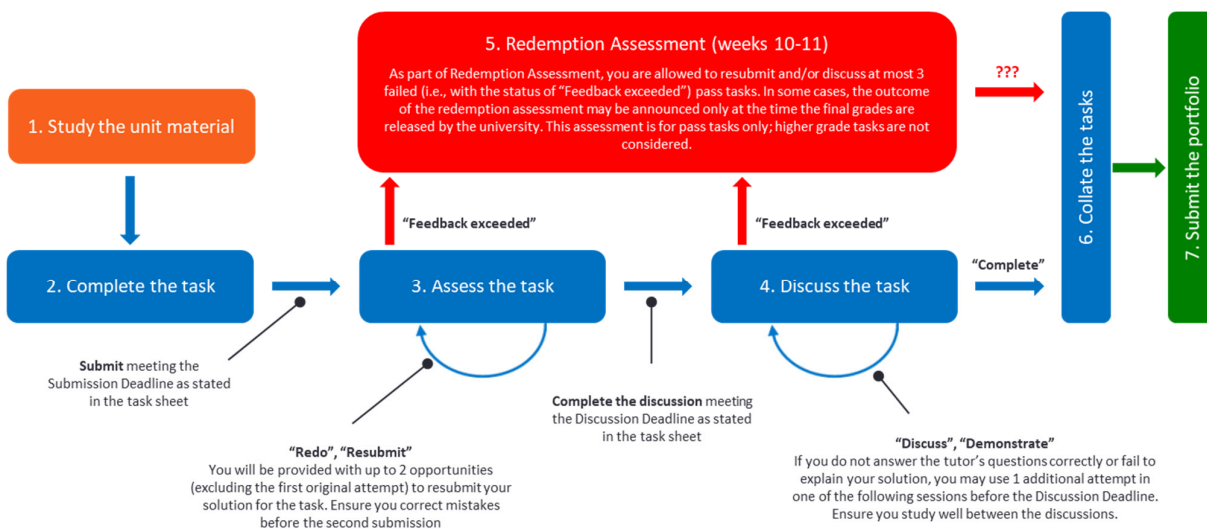 5. Redemption Assessment (weeks 10-11)
As part of Redemption Assessment, you are allowed to resubmit and/or discuss at most 3
failed (i.e., with the status of “Feedback exceeded”) pass tasks. In some cases, the outcome
of the redemption assessment may be announced only at the time the final grades are
released by the university. This assessment is for pass tasks only; higher grade tasks are not
considered.
???
1. Study the unit material
“Feedback exceeded”
“Feedback exceeded”
2. Complete the task
3. Assess the task
4. Discuss the task
“Complete”
6. Collate the tasks
7. Submit the portfolio
Submit meeting the
Submission Deadline as stated
in the task sheet
Complete the discussion meeting
the Discussion Deadline as stated
in the task sheet
“Redo”, “Resubmit”
You will be provided with up to 2 opportunities
(excluding the first original attempt) to resubmit your
solution for the task. Ensure you correct mistakes
before the second submission
“Discuss”, “Demonstrate”
If you do not answer the tutor’s questions correctly or fail to
explain your solution, you may use 1 additional attempt in
one of the following sessions before the Discussion Deadline.
Ensure you study well between the discussions.